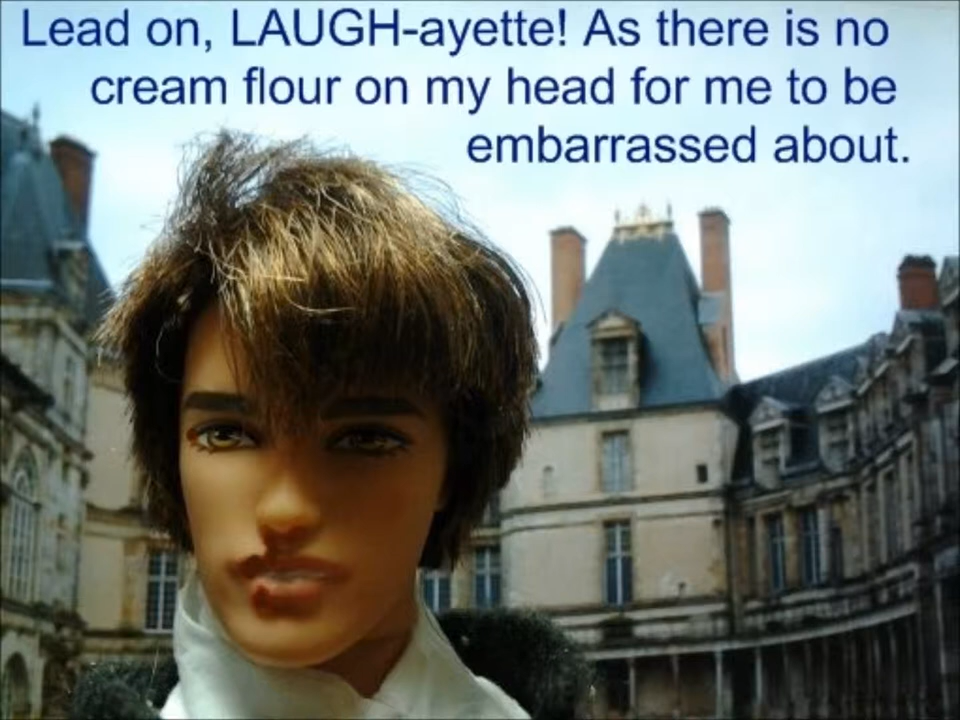 Lead on, LAUGH-ayette! As there is no
cream flour on my head for me to be
embarrassed about.